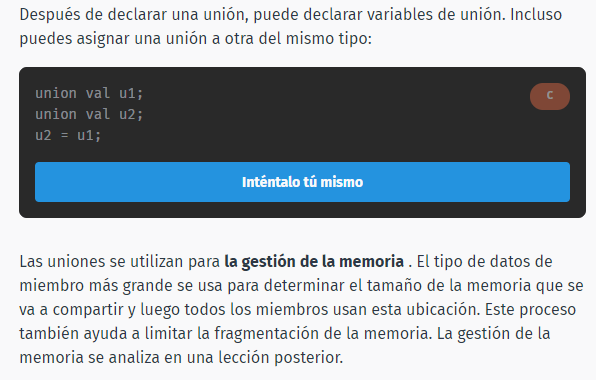 Después de declarar una unión, puede declarar variables de unión. Incluso
puedes asignar una unión a otra del mismo tipo:
union val u1;
C
union val u2;
u2 = u1;
Inténtalo tú mismo
Las uniones se utilizan para la gestión de la memoria . El tipo de datos de
miembro más grande se usa para determinar el tamaño de la memoria que se
va a compartir y luego todos los miembros usan esta ubicación. Este proceso
también ayuda a limitar la fragmentación de la memoria. La gestión de la
memoria se analiza en una lección posterior.